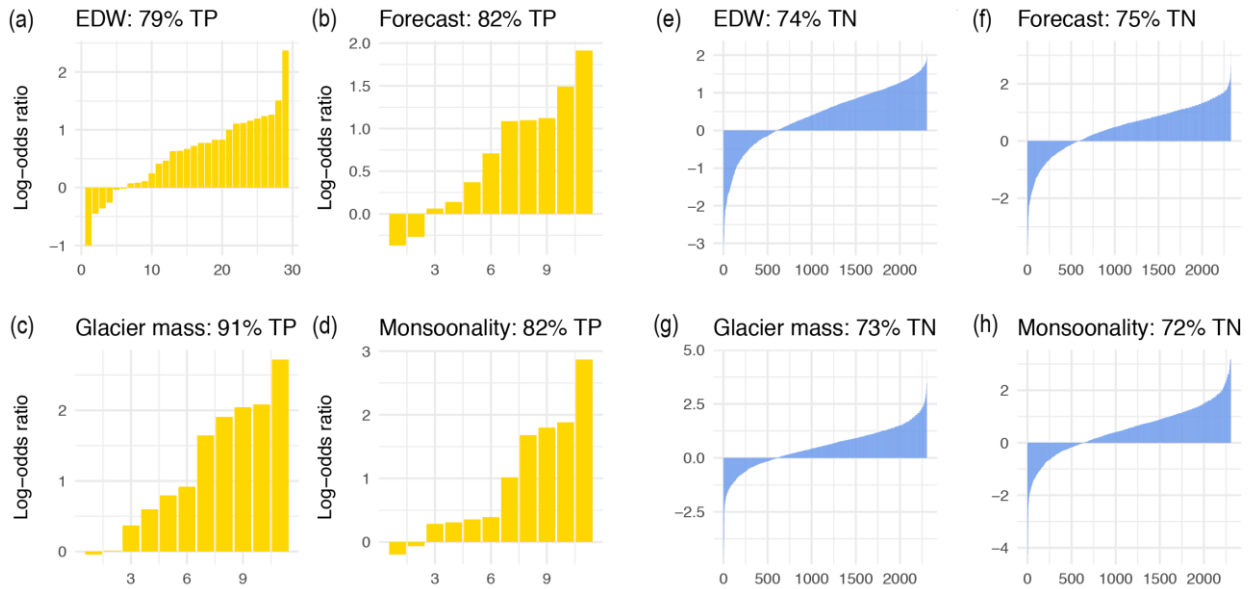 (a) EDW: 79% TP
Log-odds ratio
2
1
0
−1
0 10 20 30
(b) Forecast: 82% TP
Log-odds ratio
2.0
1.5
1.0
0.5
0.0
3 6 9
(e) EDW: 74% TN
2
1
0
−1
−2
−3
0 500 1000 1500 2000
(f) Forecast: 75% TN
2
0
−2
0 500 1000 1500 2000
(c) Glacier mass: 91% TP
Log-odds ratio
2
1
0
3 6 9
(d) Monsoonality: 82% TP
Log-odds ratio
3
2
1
0
3 6 9
(g) Glacier mass: 73% TN
5.0
2.5
0.0
−2.5
0 500 1000 1500 2000
(h) Monsoonality: 72% TN
2
0
−2
−4
0 500 1000 1500 2000